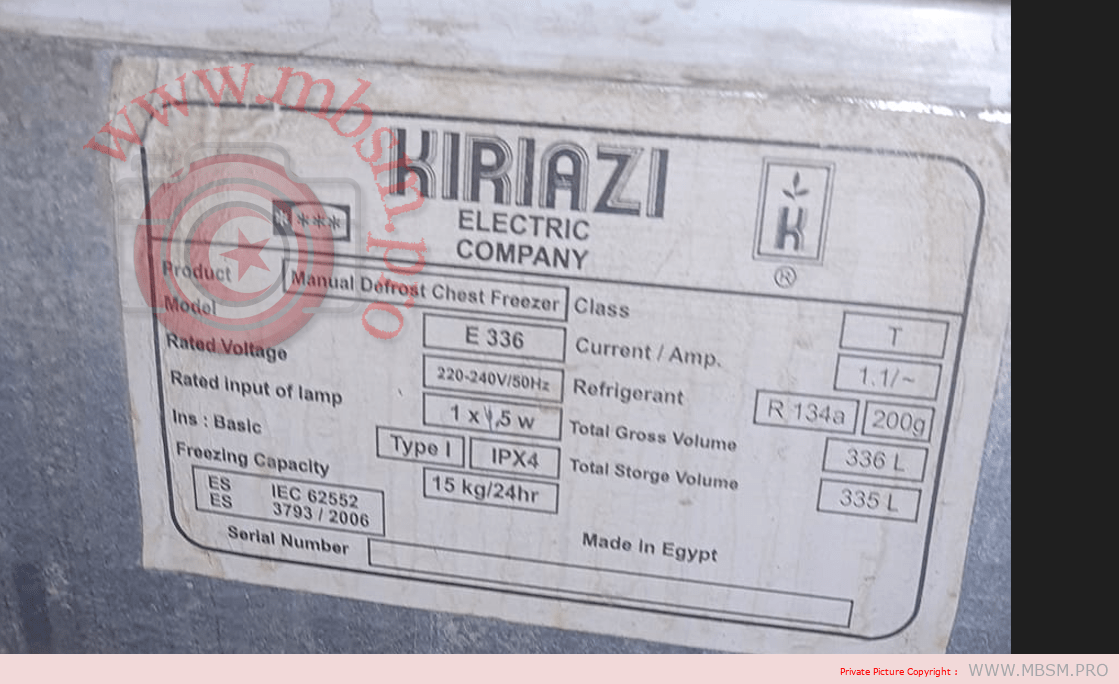 www.mbsm.pro
KIRIAZI
****
ELECTRIC
COMPANY
K
®
Product Manual Defrost Chest Freezer
Model E 336
Rated Voltage 220-240V/50Hz
Rated input of lamp 1 x 1,5 w
Ins : Basic Type I IPX4
Freezing Capacity 15 kg/24hr
ES IEC 62552
ES 3793 / 2006
Class T
Current / Amp. 1.1/~
Refrigerant R 134a 200g
Total Gross Volume 336 L
Total Storge Volume 335 L
Serial Number
Made in Egypt
Private Picture Copyright : WWW.MBSM.PRO